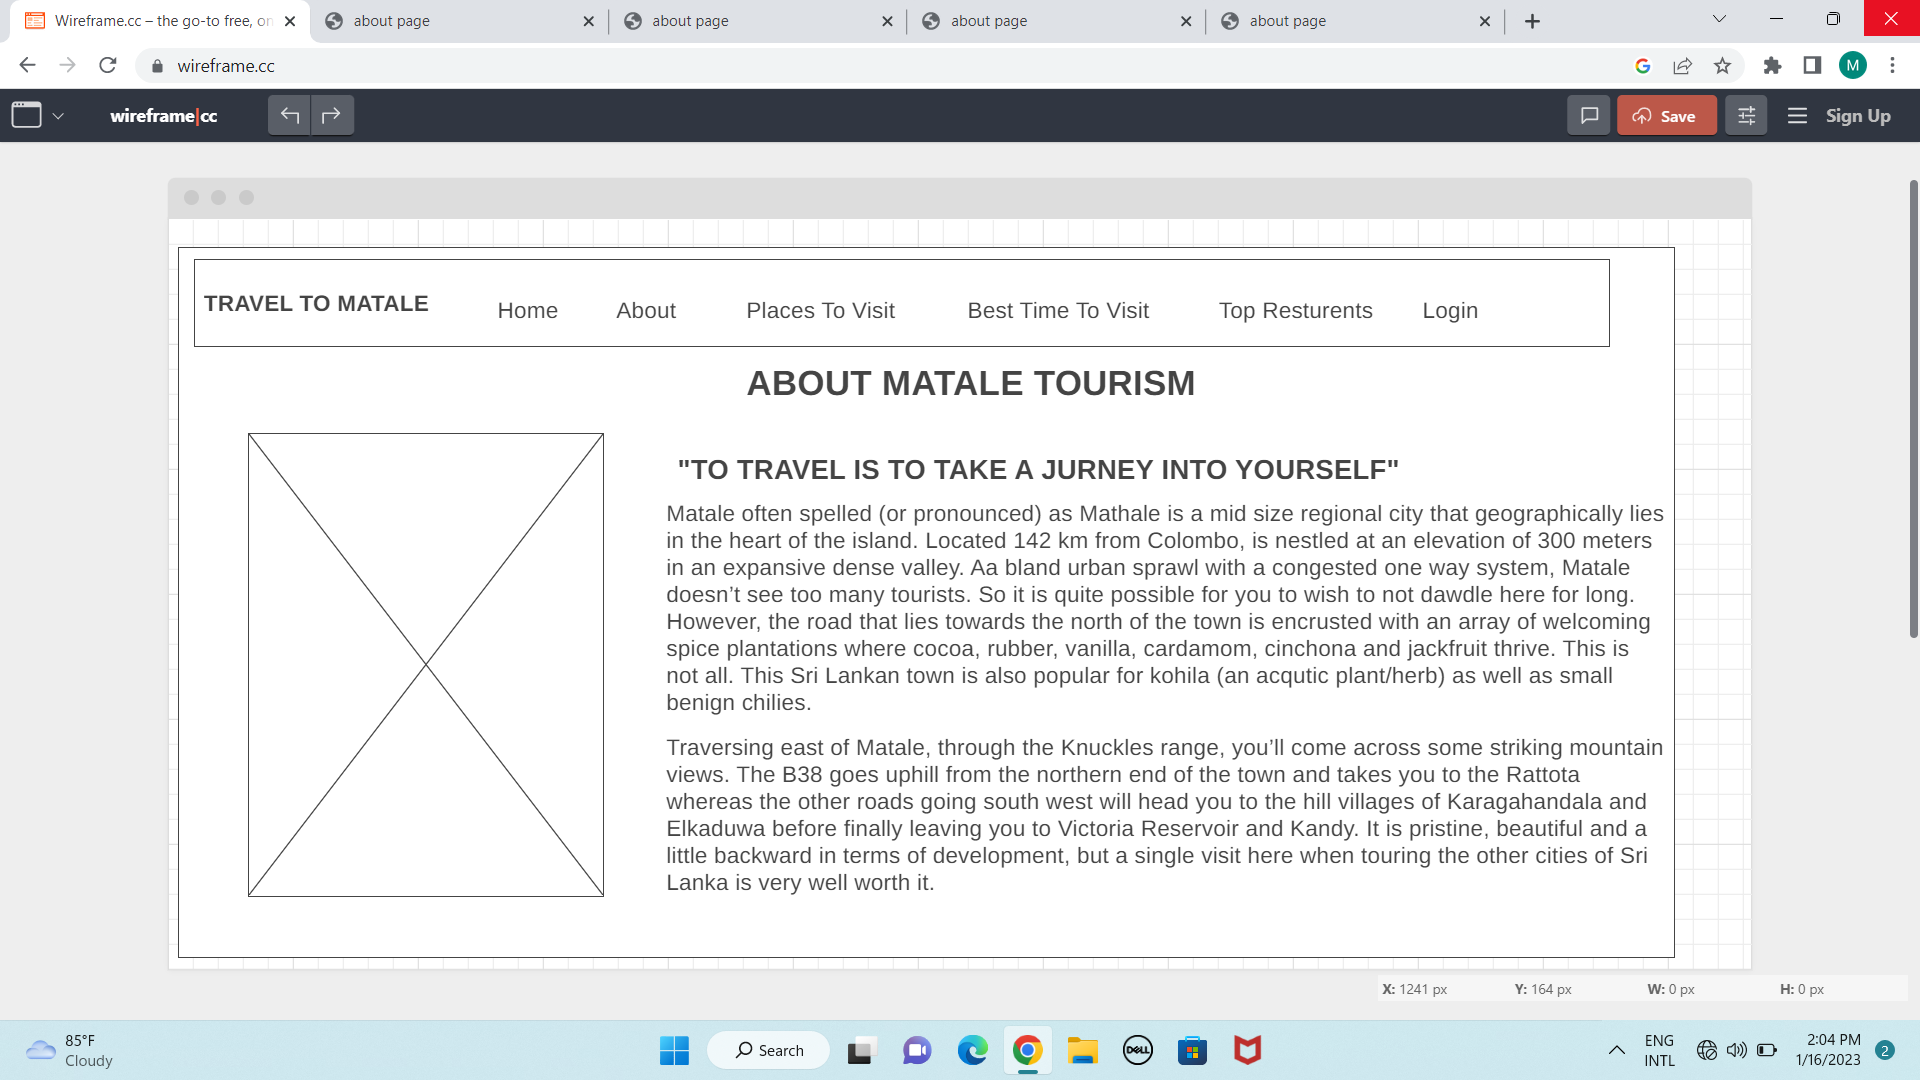 Wireframe.cc – the go-to free, on
about page
about page
about page
about page
wireframe.cc
M
wireframe|cc
Save
Sign Up
TRAVEL TO MATALE
Home
About
Places To Visit
Best Time To Visit
Top Resturents
Login
ABOUT MATALE TOURISM
"TO TRAVEL IS TO TAKE A JURNEY INTO YOURSELF"
Matale often spelled (or pronounced) as Mathale is a mid size regional city that geographically lies
in the heart of the island. Located 142 km from Colombo, is nestled at an elevation of 300 meters
in an expansive dense valley. Aa bland urban sprawl with a congested one way system, Matale
doesn’t see too many tourists. So it is quite possible for you to wish to not dawdle here for long.
However, the road that lies towards the north of the town is encrusted with an array of welcoming
spice plantations where cocoa, rubber, vanilla, cardamom, cinchona and jackfruit thrive. This is
not all. This Sri Lankan town is also popular for kohila (an acqutic plant/herb) as well as small
benign chilies.
Traversing east of Matale, through the Knuckles range, you’ll come across some striking mountain
views. The B38 goes uphill from the northern end of the town and takes you to the Rattota
whereas the other roads going south west will head you to the hill villages of Karagahandala and
Elkaduwa before finally leaving you to Victoria Reservoir and Kandy. It is pristine, beautiful and a
little backward in terms of development, but a single visit here when touring the other cities of Sri
Lanka is very well worth it.
X: 1241 px
Y: 164 px
W: 0 px
H: 0 px
85°F
Cloudy
Search
DELL
ENG
INTL
2:04 PM
1/16/2023
2